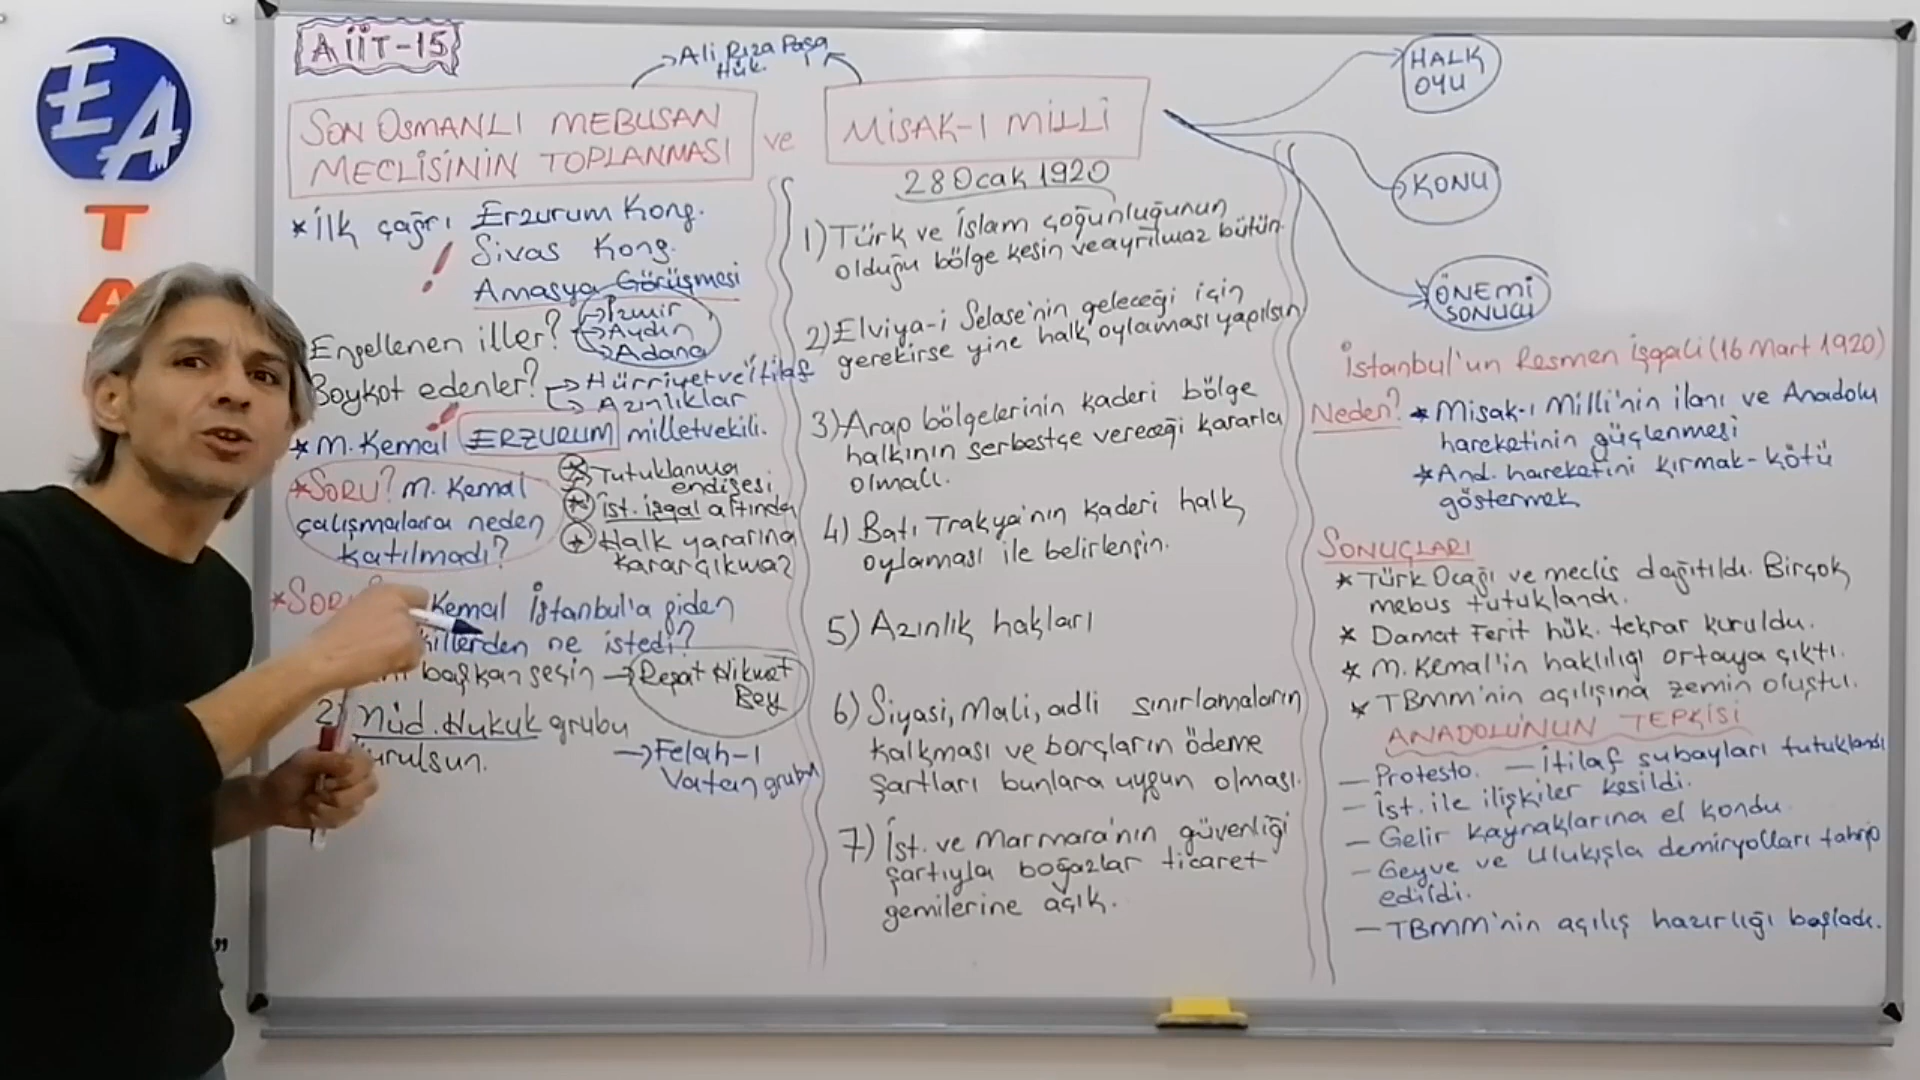 EA
T
A
AİİT-15
Ali Rıza Paşa
Hük.
SON OSMANLI MEBUSAN
MECLİSİNİN TOPLANMASI
ve
MİSAK-I MİLLİ
28 Ocak 1920
* İlk çağrı Erzurum Kong.
! Sivas Kong.
Amasya Görüşmesi
Engellenen iller? → İzmir
→ Aydın
→ Adana
Boykot edenler? → Hürriyet ve İtilaf
→ Azınlıklar
* M. Kemal ERZURUM milletvekili.
* SORU? M. Kemal
çalışmalara neden
katılmadı?
* Tutuklanma
endişesi
* İst. işgal altında
* Halk yararına
karar çıkmaz
* SORU
Kemal İstanbul'a giden
killerden ne istedi?
başkan seçin → Reşat Hikmet
Bey
2) Müd. Hukuk grubu
urulsun.
→ Felah-ı
Vatan grubu
1) Türk ve İslam çoğunluğunun
olduğu bölge kesin ve ayrılmaz bütün.
2) Elviya-i Selase'nin geleceği için
gerekirse yine halk oylaması yapılsın
3) Arap bölgelerinin kaderi bölge
halkının serbestçe vereceği kararla
olmalı.
4) Batı Trakya'nın kaderi halk
oylaması ile belirlensin.
5) Azınlık hakları
6) Siyasi, Mali, adli sınırlamaların
kalkması ve borçların ödeme
şartları bunlara uygun olması.
7) İst. ve Marmara'nın güvenliği
şartıyla boğazlar ticaret
gemilerine açık.
HALK
OYU
KONU
ÖNEMİ
SONUCU
İstanbul'un Resmen işgali (16 Mart 1920)
Neden? * Misak-ı Milli'nin ilanı ve Anadolu
hareketinin güçlenmesi
* And. hareketini kırmak - kötü
göstermek
SONUÇLARI
* Türk Ocağı ve meclis dağıtıldı. Birçok
mebus tutuklandı.
* Damat Ferit hük. tekrar kuruldu.
* M. Kemal'in haklılığı ortaya çıktı.
* TBMM'nin açılışına zemin oluştu.
ANADOLU'NUN TEPKİSİ
— Protesto. — İtilaf subayları tutuklandı
— İst. ile ilişkiler kesildi.
— Gelir kaynaklarına el kondu.
— Geyve ve Ulukışla demiryolları tahrip
edildi.
— TBMM'nin açılış hazırlığı başladı.